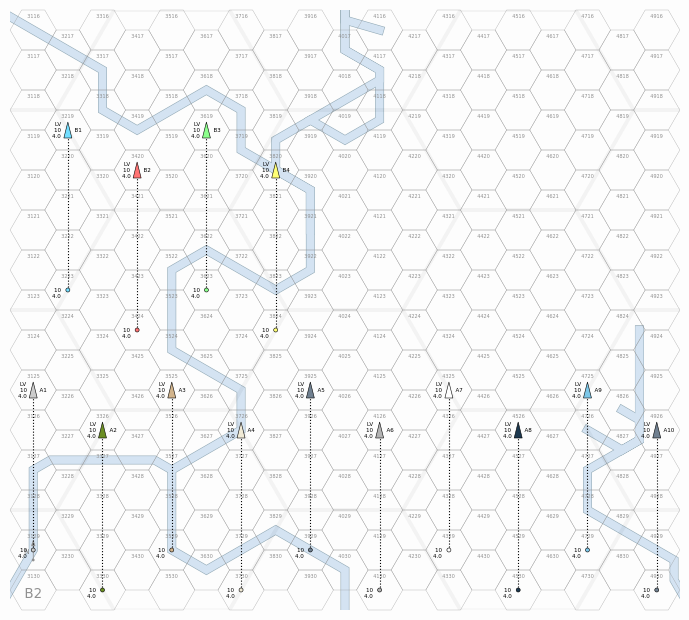 3116 3316 3516 3716 3916 4116 4316 4516 4716 4916
3217 3417 3617 3817 4017 4217 4417 4617 4817
3117 3317 3517 3717 3917 4117 4317 4517 4717 4917
3218 3418 3618 3818 4018 4218 4418 4618 4818
3118 3318 3518 3718 3918 4118 4318 4518 4718 4918
3219 3419 3619 3819 4019 4219 4419 4619 4819
LV 10 4.0 B1
LV 10 4.0 B3
3119 3319 3519 3719 3919 4119 4319 4519 4719 4919
3220 3420 3620 3820 4020 4220 4420 4620 4820
LV 10 4.0 B2
LV 10 4.0 B4
3120 3320 3520 3720 3920 4120 4320 4520 4720 4920
3221 3421 3621 3821 4021 4221 4421 4621 4821
3121 3321 3521 3721 3921 4121 4321 4521 4721 4921
3222 3422 3622 3822 4022 4222 4422 4622 4822
3122 3322 3522 3722 3922 4122 4322 4522 4722 4922
3223 3423 3623 3823 4023 4223 4423 4623 4823
10 4.0
10 4.0
3123 3323 3523 3723 3923 4123 4323 4523 4723 4923
3224 3424 3624 3824 4024 4224 4424 4624 4824
10 4.0
10 4.0
3124 3324 3524 3724 3924 4124 4324 4524 4724 4924
3225 3425 3625 3825 4025 4225 4425 4625 4825
3125 3325 3525 3725 3925 4125 4325 4525 4725 4925
LV 10 4.0 A1
LV 10 4.0 A3
LV 10 4.0 A5
LV 10 4.0 A7
LV 10 4.0 A9
3226 3426 3626 3826 4026 4226 4426 4626 4826
3126 3326 3526 3726 3926 4126 4326 4526 4726 4926
LV 10 4.0 A2
LV 10 4.0 A4
LV 10 4.0 A6
LV 10 4.0 A8
LV 10 4.0 A10
3227 3427 3627 3827 4027 4227 4427 4627 4827
3127 3327 3527 3727 3927 4127 4327 4527 4727 4927
3228 3428 3628 3828 4028 4228 4428 4628 4828
3128 3328 3528 3728 3928 4128 4328 4528 4728 4928
3229 3429 3629 3829 4029 4229 4429 4629 4829
3129 3329 3529 3729 3929 4129 4329 4529 4729 4929
10 4.0
10 4.0
10 4.0
10 4.0
10 4.0
3230 3430 3630 3830 4030 4230 4430 4630 4830
3130 3330 3530 3730 3930 4130 4330 4530 4730 4930
10 4.0
10 4.0
10 4.0
10 4.0
10 4.0
B2